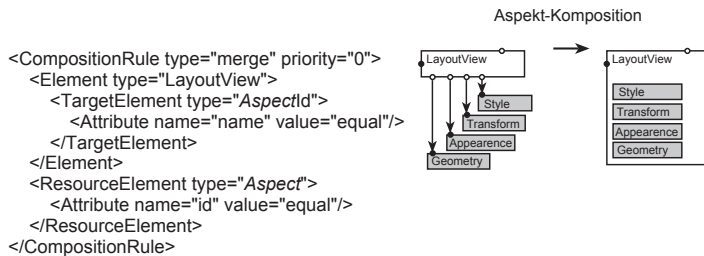 Aspekt-Komposition
<CompositionRule type="merge" priority="0">
<Element type="LayoutView">
<TargetElement type="AspectId">
<Attribute name="name" value="equal"/>
</TargetElement>
</Element>
<ResourceElement type="Aspect">
<Attribute name="id" value="equal"/>
</ResourceElement>
</CompositionRule>
LayoutView
Style
Transform
Appearence
Geometry
LayoutView
Style
Transform
Appearence
Geometry